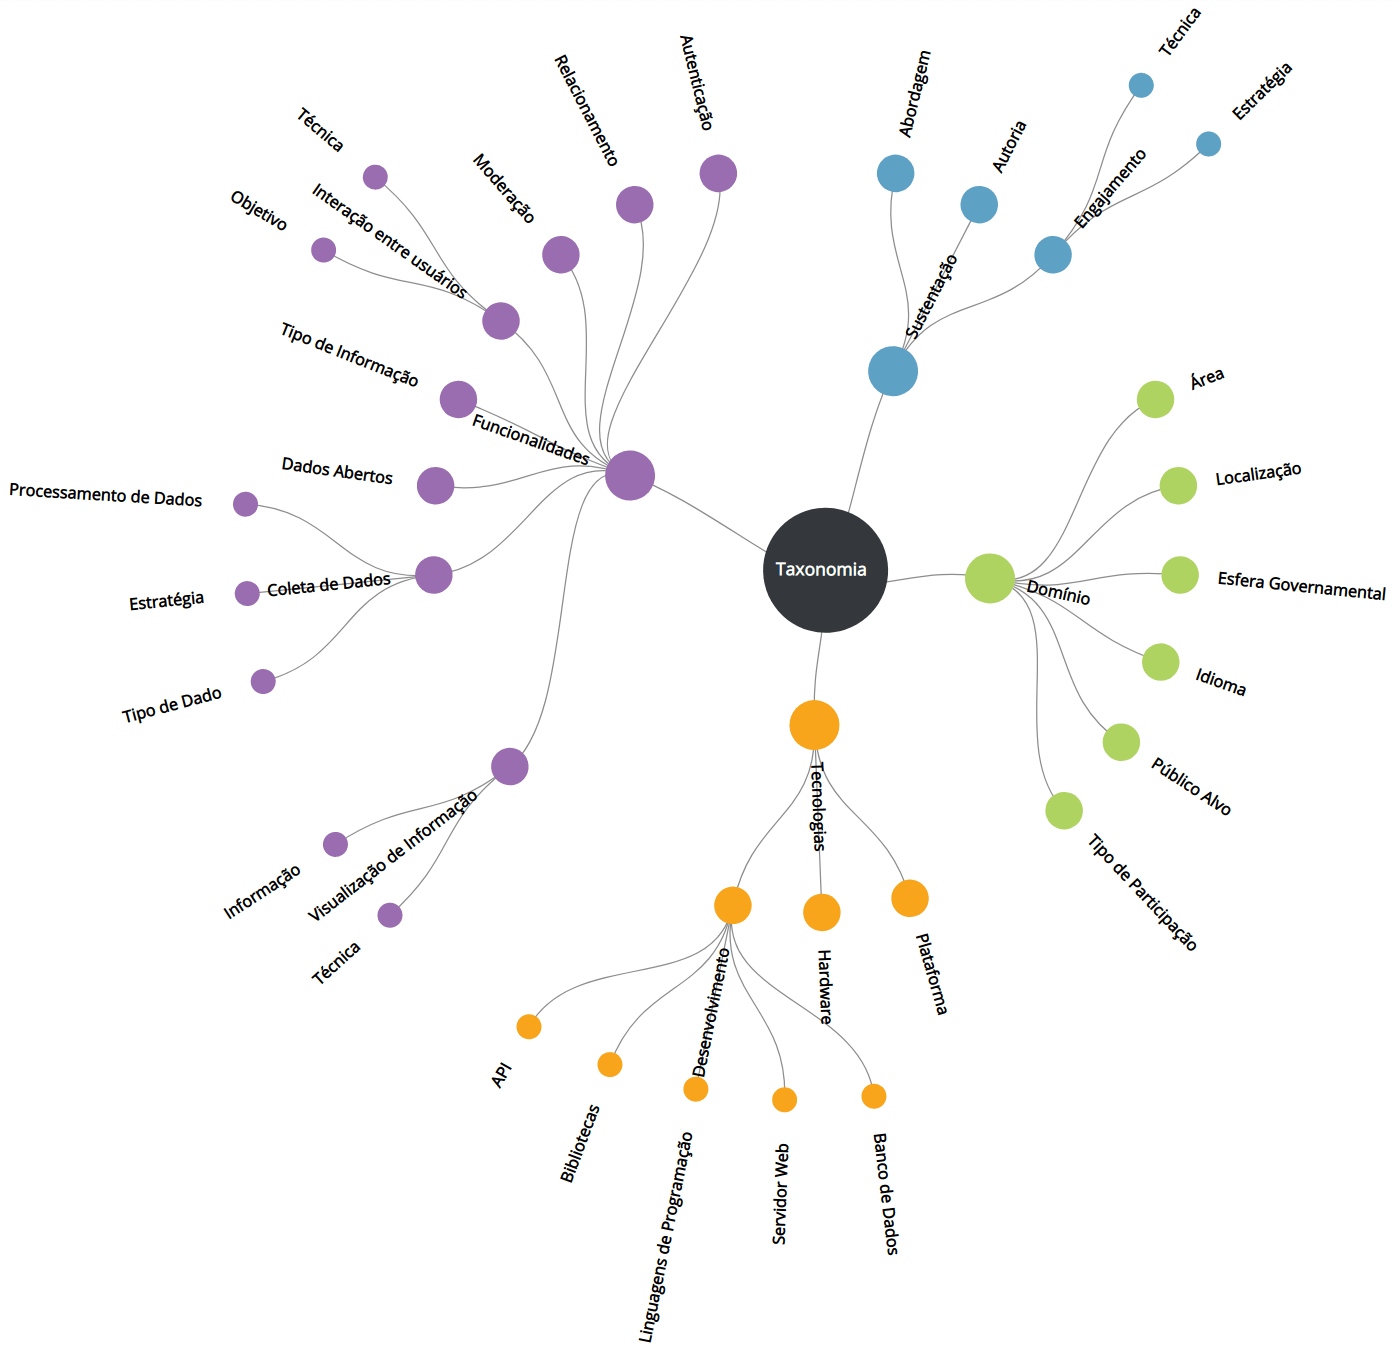 Taxonomia
Sustentação
Abordagem
Autoria
Engajamento
Técnica
Estratégia
Domínio
Área
Localização
Esfera Governamental
Idioma
Público Alvo
Tipo de Participação
Tecnologias
Plataforma
Hardware
Desenvolvimento
Banco de Dados
Servidor Web
Linguagens de Programação
Bibliotecas
API
Funcionalidades
Visualização de Informação
Técnica
Informação
Coleta de Dados
Tipo de Dado
Estratégia
Processamento de Dados
Dados Abertos
Tipo de Informação
Interação entre usuários
Objetivo
Técnica
Moderação
Relacionamento
Autenticação